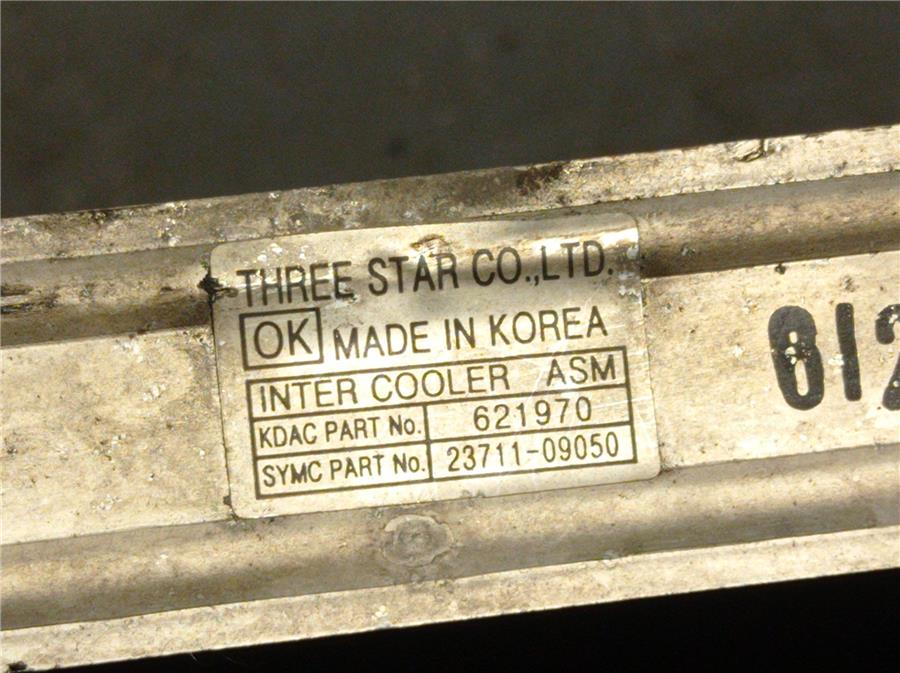 THREE STAR CO.,LTD.
OK MADE IN KOREA
INTER COOLER ASM
KDAC PART No. 621970
SYMC PART No. 23711-09050